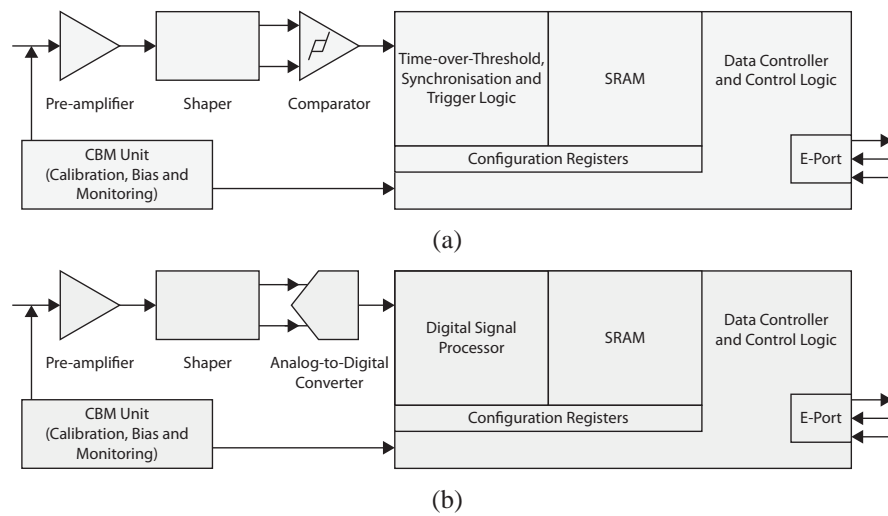 Pre-amplifier
Shaper
Comparator
Time-over-Threshold,
Synchronisation and
Trigger Logic
SRAM
Data Controller
and Control Logic
Configuration Registers
E-Port
CBM Unit
(Calibration, Bias and
Monitoring)
(a)
Pre-amplifier
Shaper
Analog-to-Digital
Converter
Digital Signal
Processor
SRAM
Data Controller
and Control Logic
Configuration Registers
E-Port
CBM Unit
(Calibration, Bias and
Monitoring)
(b)